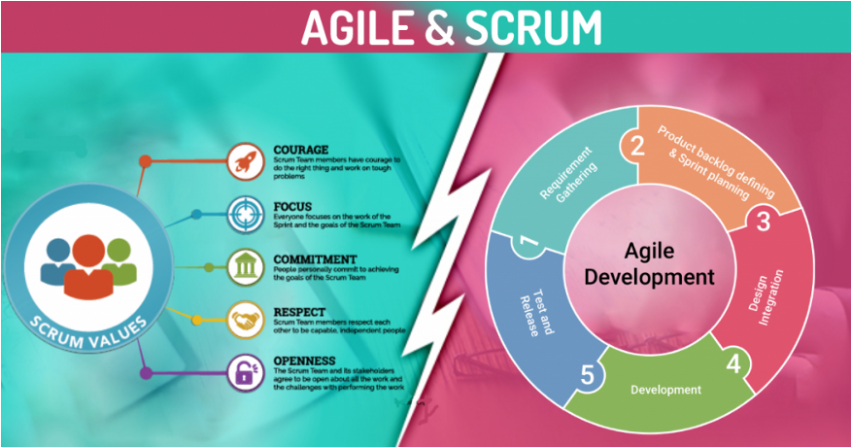 AGILE & SCRUM
COURAGE
Scrum Team members have courage to
do the right thing and work on tough
problems
FOCUS
Everyone focuses on the work of the
Sprint and the goals of the Scrum Team
COMMITMENT
People personally commit to achieving
the goals of the Scrum Team
RESPECT
Scrum Team members respect each
other to be capable, independent people
OPENNESS
The Scrum Team and its stakeholders
agree to be open about all the work and
the challenges with performing the work
SCRUM VALUES
Agile
Development
1
Requirement
Gathering
2
Product backlog defining
& Sprint planning
3
Design
Integration
4
Development
5
Test and
Release